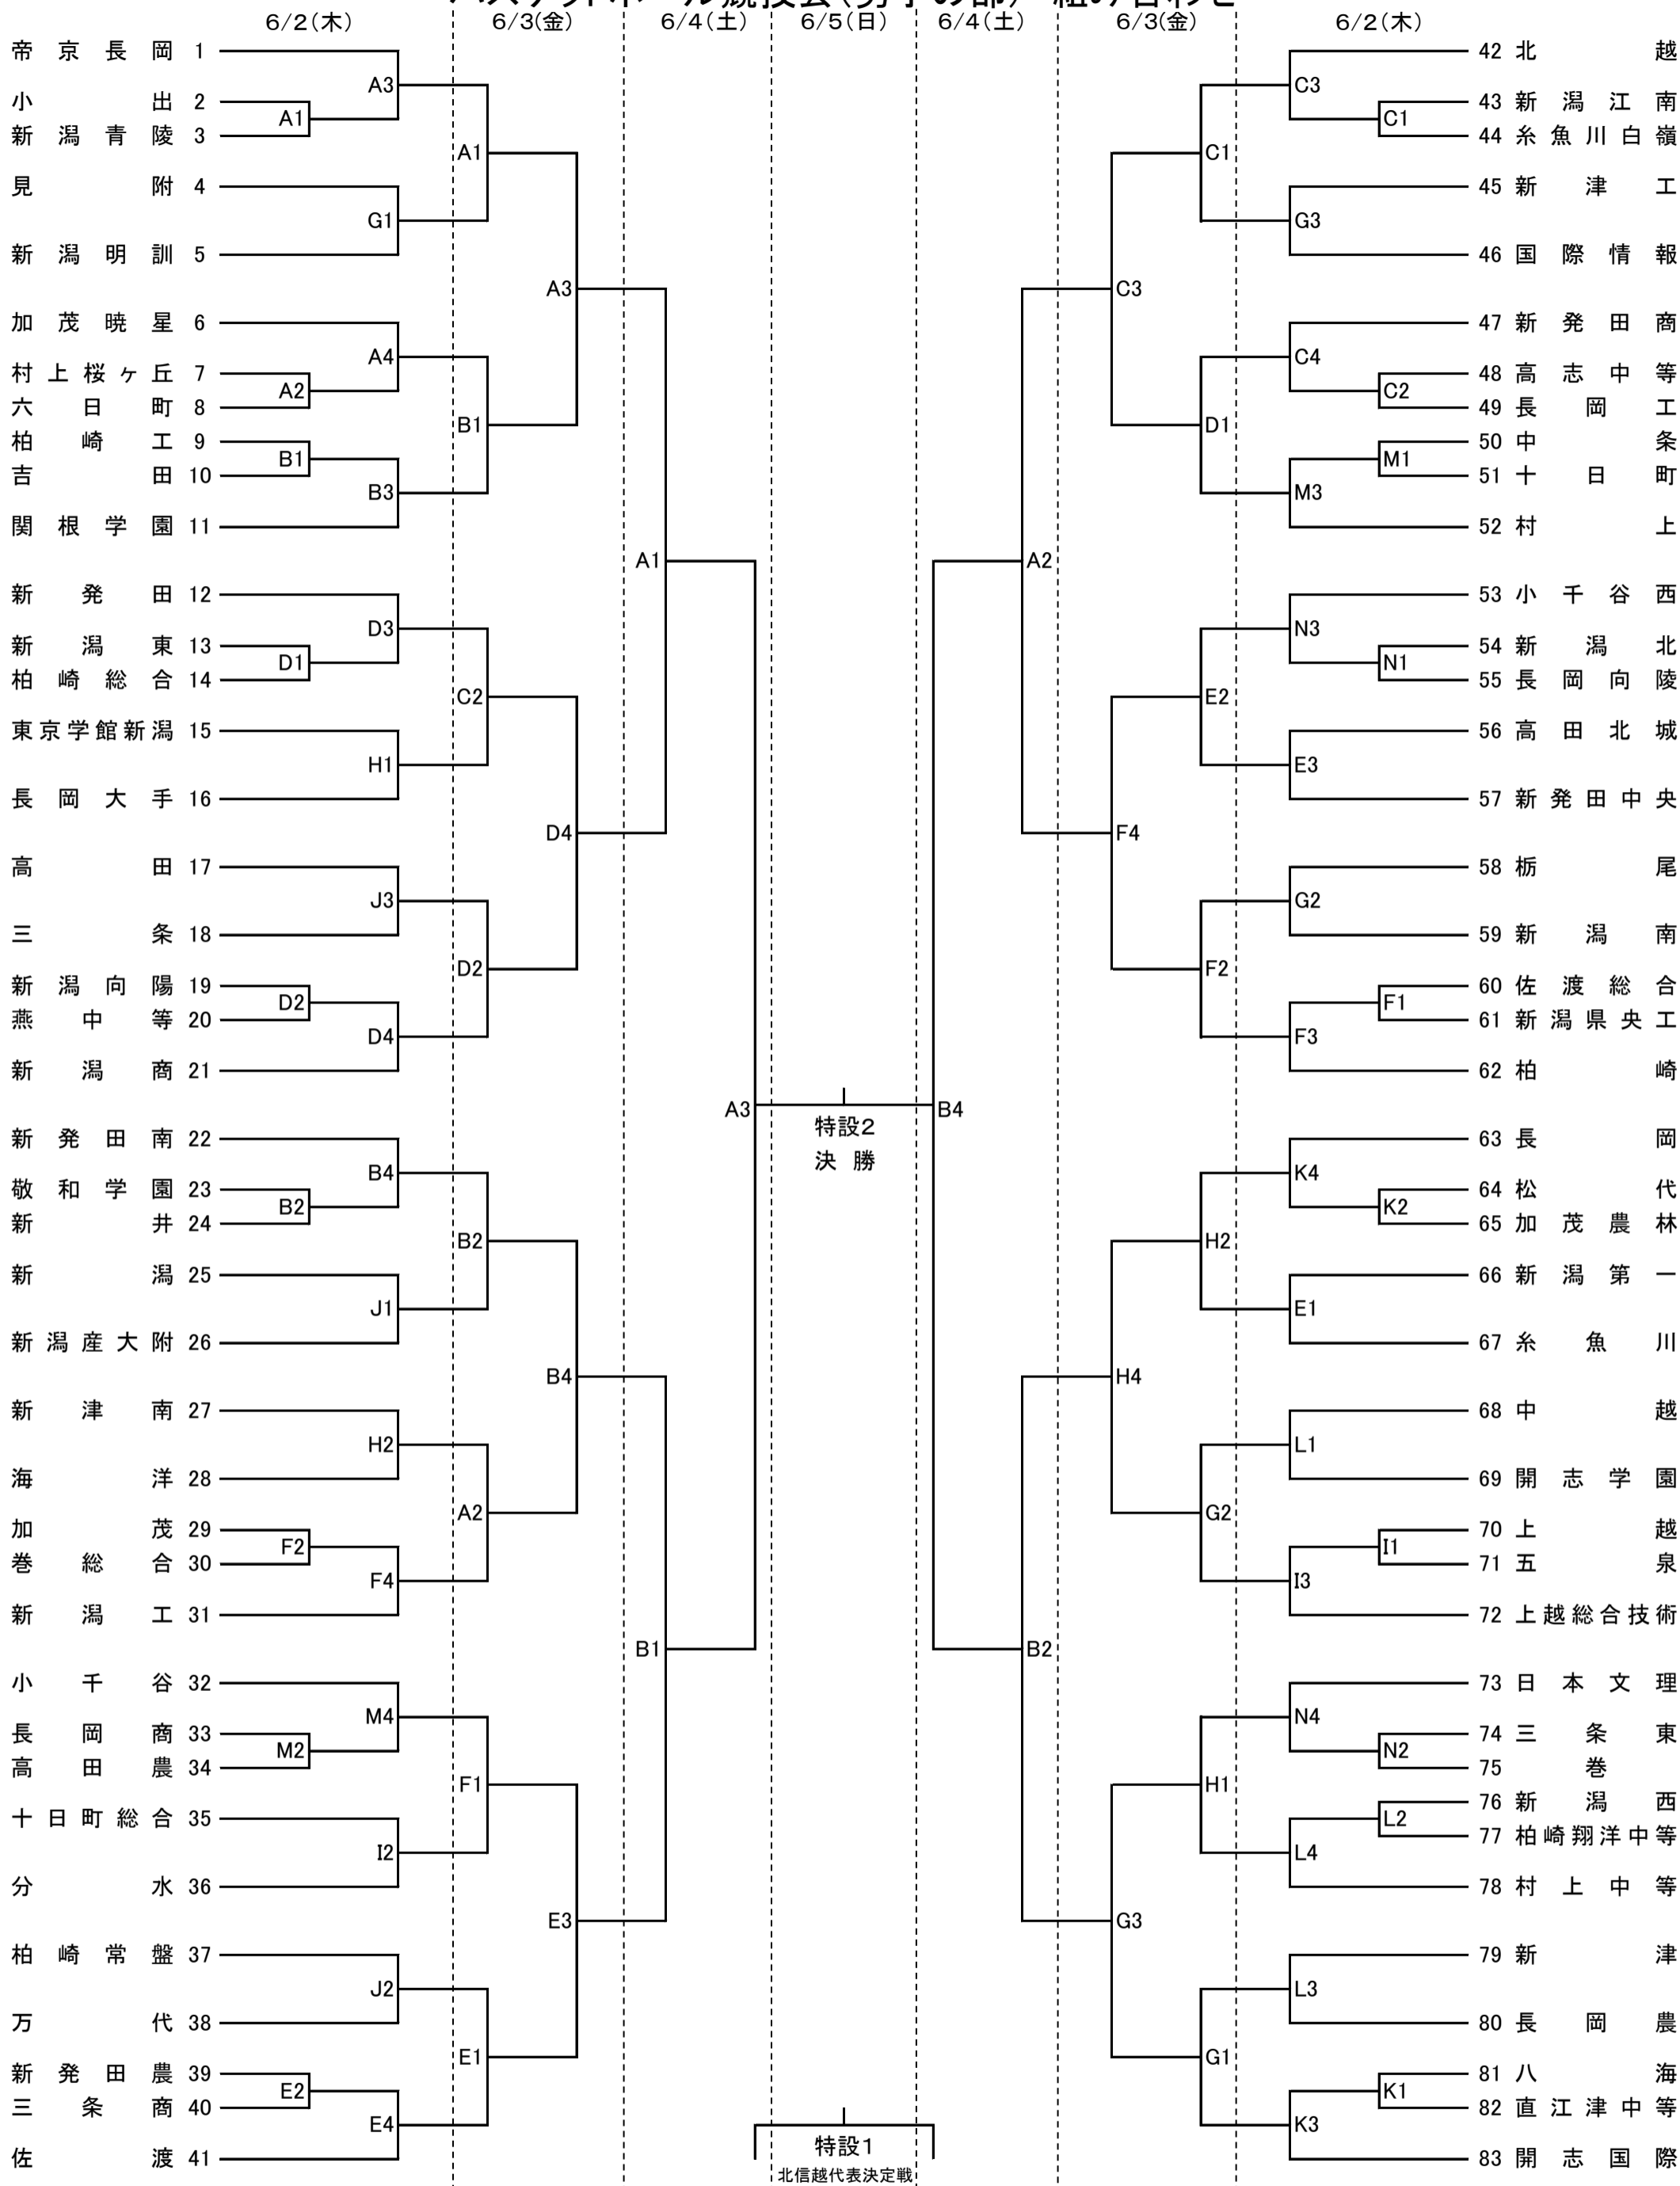 バスケットボール競技会(男子の部) 組み合わせ
6/2(木) 6/3(金) 6/4(土) 6/5(日) 6/4(土) 6/3(金) 6/2(木)
帝京長岡 1
小出 2
新潟青陵 3
見附 4
新潟明訓 5
加茂暁星 6
村上桜ヶ丘 7
六日町 8
柏崎工 9
吉田 10
関根学園 11
新発田 12
新潟東 13
柏崎総合 14
東京学館新潟 15
長岡大手 16
高田 17
三条 18
新潟向陽 19
燕中等 20
新潟商 21
新発田南 22
敬和学園 23
新井 24
新潟 25
新潟産大附 26
新津南 27
海洋 28
加茂 29
巻総合 30
新潟工 31
小千谷 32
長岡商 33
高田農 34
十日町総合 35
分水 36
柏崎常盤 37
万代 38
新発田農 39
三条商 40
佐渡 41
A1
A2
B1
D1
D2
B2
F2
M2
E2
A3
G1
A4
B3
D3
H1
J3
D4
B4
J1
H2
F4
M4
I2
J2
E4
A1
B1
C2
D2
B2
A2
F1
E1
A3
D4
B4
E3
A1
B1
A3
特設2
決勝
特設1
北信越代表決定戦
B4
A2
B2
C3
F4
H4
G3
C1
D1
E2
F2
H2
G2
H1
G1
C3
G3
C4
M3
N3
E3
G2
F3
K4
E1
L1
I3
N4
L4
L3
K3
C1
C2
M1
N1
F1
K2
I1
N2
L2
K1
42 北越
43 新潟江南
44 糸魚川白嶺
45 新津工
46 国際情報
47 新発田商
48 高志中等
49 長岡工
50 中条
51 十日町
52 村上
53 小千谷西
54 新潟北
55 長岡向陵
56 高田北城
57 新発田中央
58 栃尾
59 新潟南
60 佐渡総合
61 新潟県央工
62 柏崎
63 長岡
64 松代
65 加茂農林
66 新潟第一
67 糸魚川
68 中越
69 開志学園
70 上越
71 五泉
72 上越総合技術
73 日本文理
74 三条東
75 巻
76 新潟西
77 柏崎翔洋中等
78 村上中等
79 新津
80 長岡農
81 八海
82 直江津中等
83 開志国際